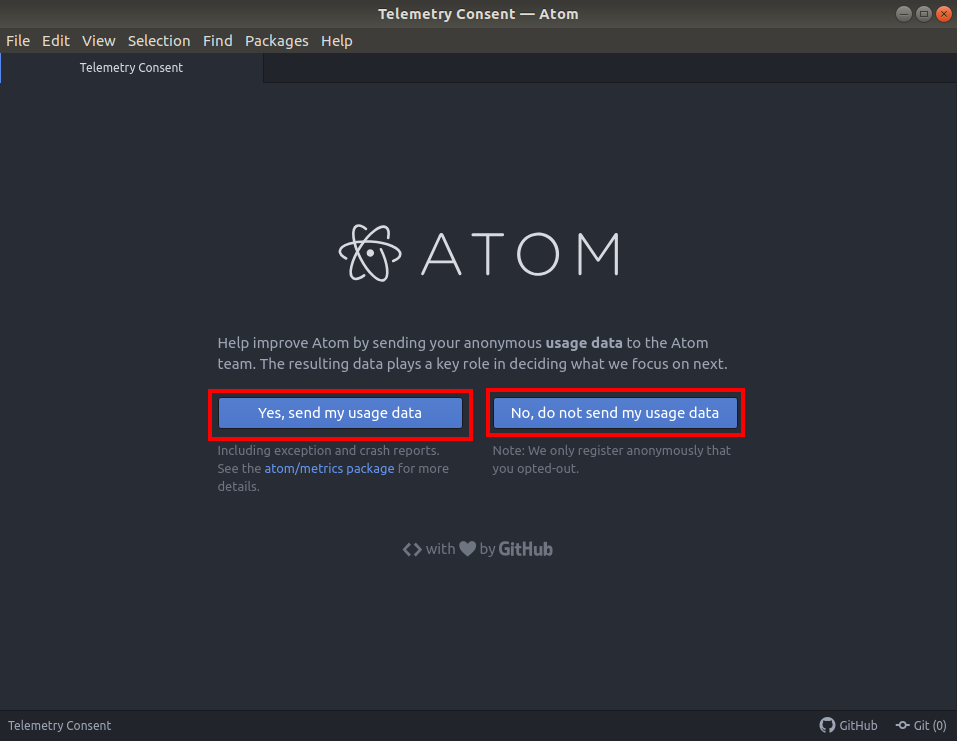 Telemetry Consent — Atom
File Edit View Selection Find Packages Help
Telemetry Consent
ATOM
Help improve Atom by sending your anonymous usage data to the Atom
team. The resulting data plays a key role in deciding what we focus on next.
Yes, send my usage data
Including exception and crash reports.
See the atom/metrics package for more
details.
No, do not send my usage data
Note: We only register anonymously that
you opted-out.
<> with ♥ by GitHub
Telemetry Consent
GitHub Git (0)